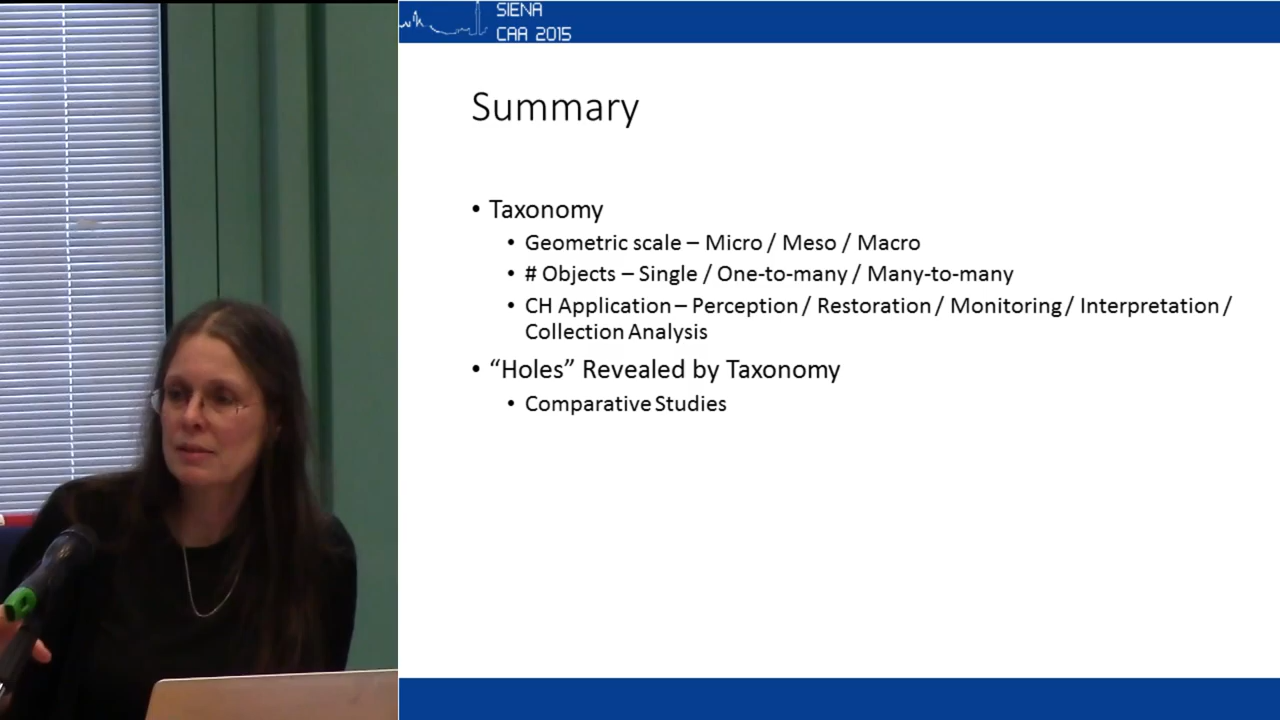 SIENA
CAA 2015
Summary
• Taxonomy
• Geometric scale – Micro / Meso / Macro
• # Objects – Single / One-to-many / Many-to-many
• CH Application – Perception / Restoration / Monitoring / Interpretation /
Collection Analysis
• “Holes” Revealed by Taxonomy
• Comparative Studies